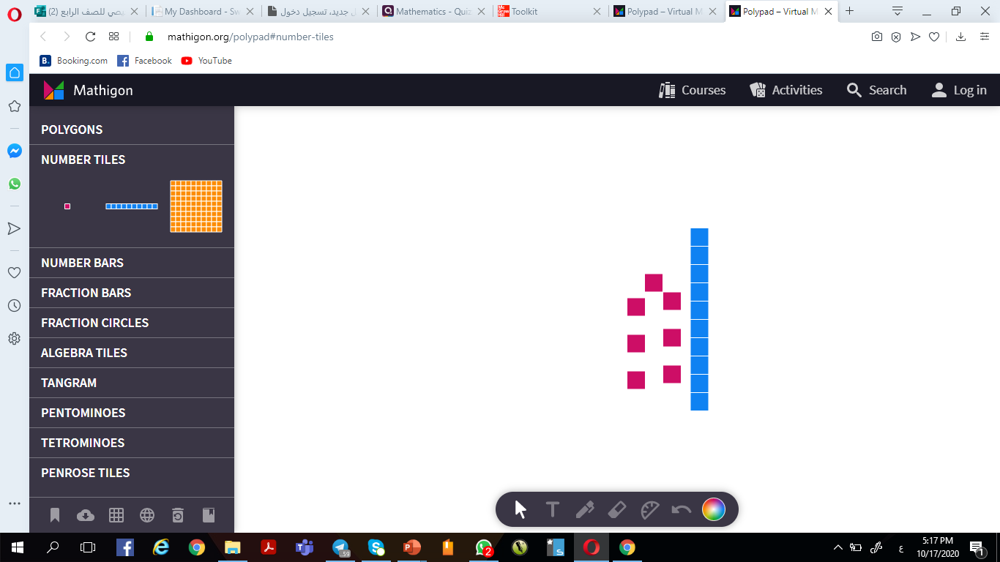 صي للصف الرابع (2)
My Dashboard - Sw
ل جديد، تسجيل دخول
Mathematics - Quiz
Toolkit
Polypad – Virtual M
Polypad – Virtual M
mathigon.org/polypad#number-tiles
B. Booking.com
Facebook
YouTube
Mathigon
Courses
Activities
Search
Log in
POLYGONS
NUMBER TILES
NUMBER BARS
FRACTION BARS
FRACTION CIRCLES
ALGEBRA TILES
TANGRAM
PENTOMINOES
TETROMINOES
PENROSE TILES
T
59
2
S
ع
5:17 PM
10/17/2020
1